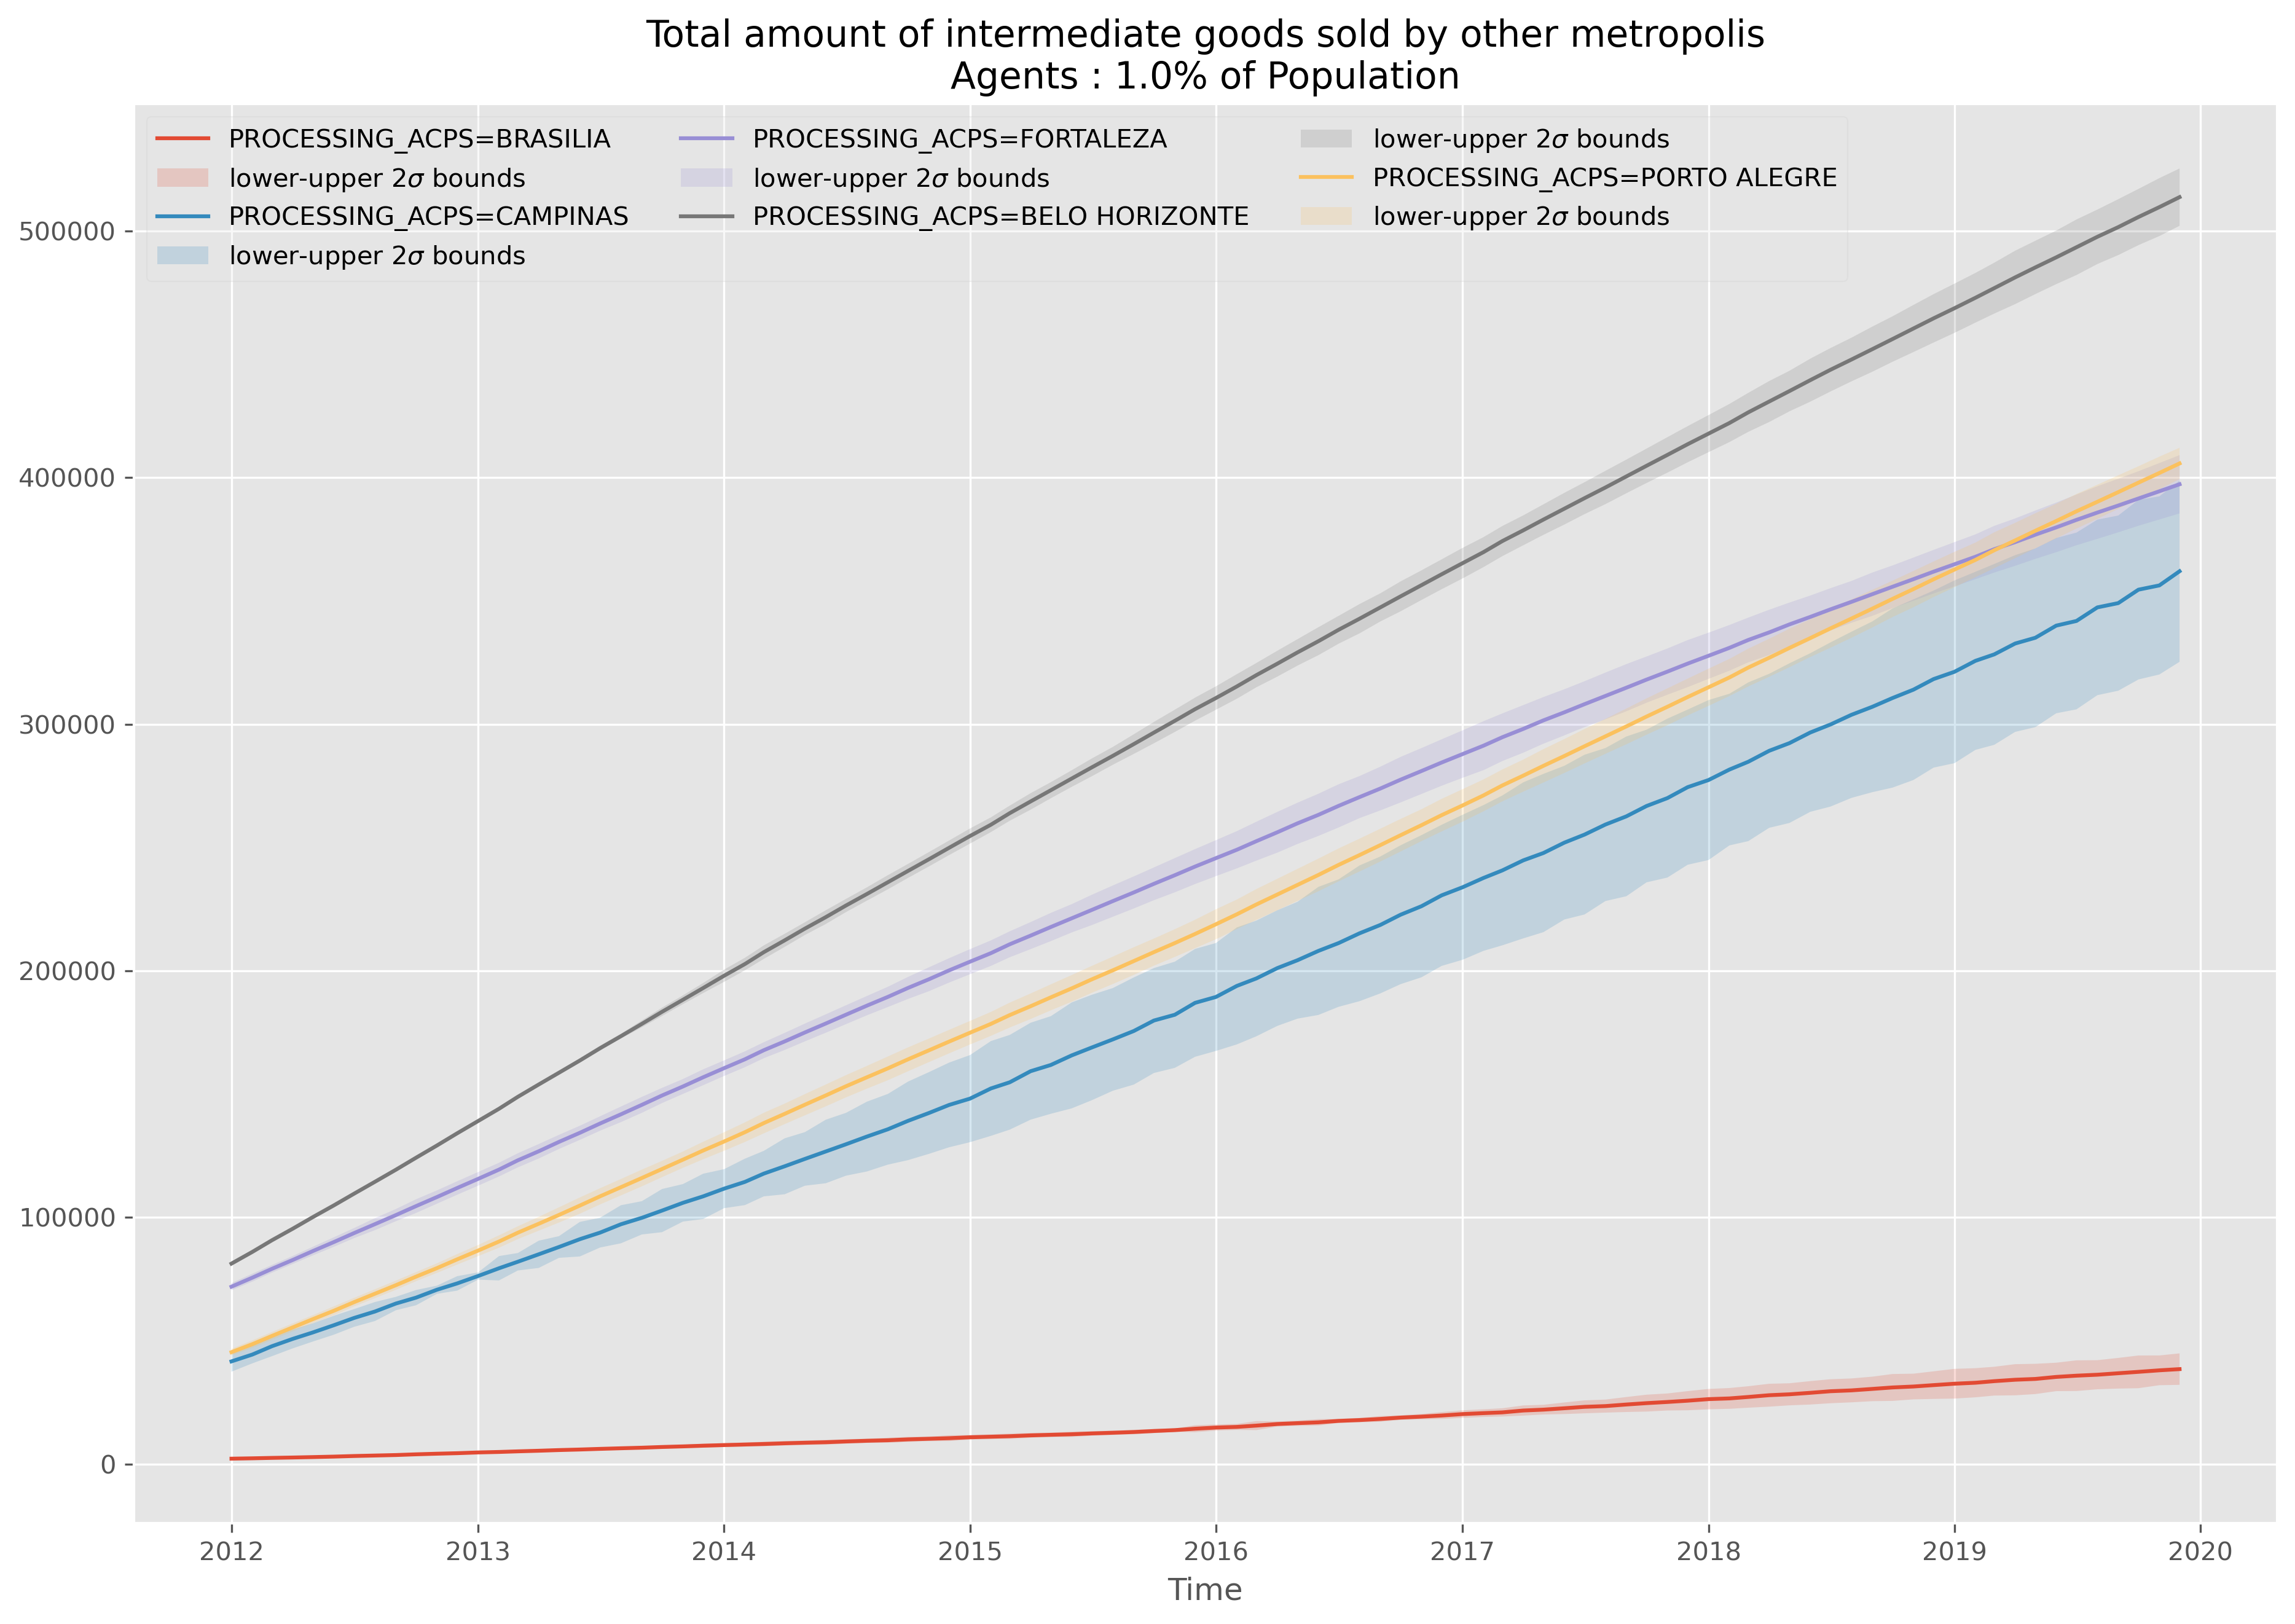 Total amount of intermediate goods sold by other metropolis
Agents : 1.0% of Population
PROCESSING_ACPS=BRASILIA
lower-upper 2σ bounds
PROCESSING_ACPS=CAMPINAS
lower-upper 2σ bounds
PROCESSING_ACPS=FORTALEZA
lower-upper 2σ bounds
PROCESSING_ACPS=BELO HORIZONTE
lower-upper 2σ bounds
PROCESSING_ACPS=PORTO ALEGRE
lower-upper 2σ bounds
500000
400000
300000
200000
100000
0
2012 2013 2014 2015 2016 2017 2018 2019 2020
Time